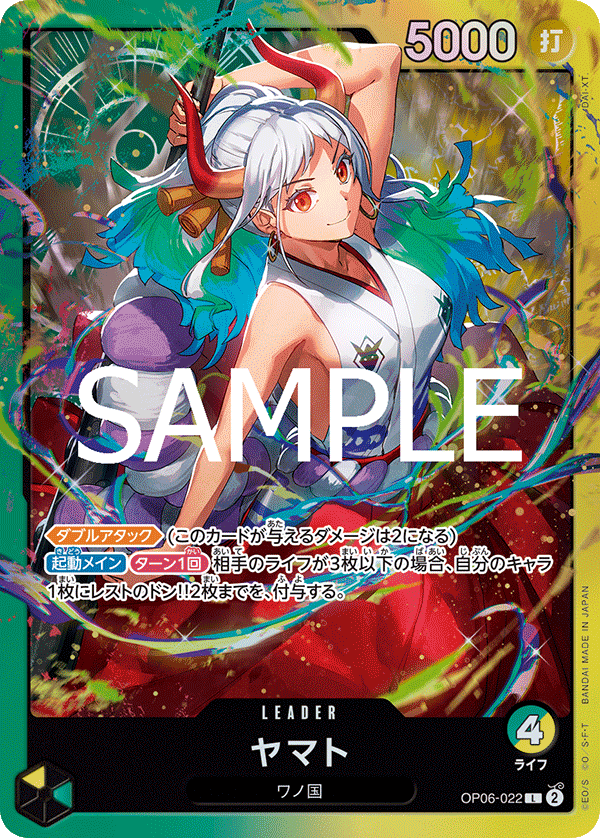 5000 打
DAI-XT.
SAMPLE
ダブルアタック (このカードが与えるダメージは2になる)
起動メイン ターン1回 相手のライフが3枚以下の場合、自分のキャラ
1枚にレストのドン!!2枚までを、付与する。
LEADER
ヤマト
4
ライフ
ワノ国
OP06-022 L 2
©E.O/S ©O/S・F・T BANDAI MADE IN JAPAN